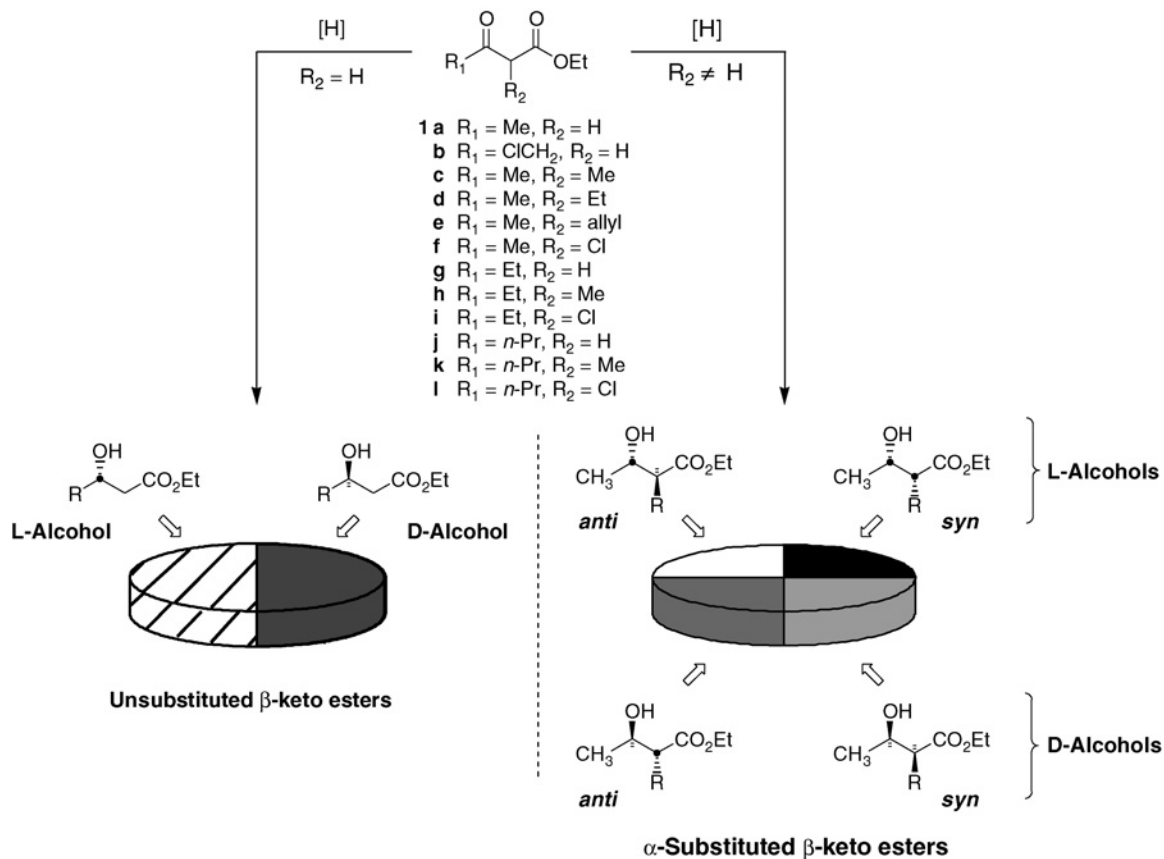 [H]
R₂ = H
O O
R₁ OEt
R₂
[H]
R₂ ≠ H
1 a R₁ = Me, R₂ = H
b R₁ = ClCH₂, R₂ = H
c R₁ = Me, R₂ = Me
d R₁ = Me, R₂ = Et
e R₁ = Me, R₂ = allyl
f R₁ = Me, R₂ = Cl
g R₁ = Et, R₂ = H
h R₁ = Et, R₂ = Me
i R₁ = Et, R₂ = Cl
j R₁ = n-Pr, R₂ = H
k R₁ = n-Pr, R₂ = Me
l R₁ = n-Pr, R₂ = Cl
OH
R CO₂Et
L-Alcohol
OH
R CO₂Et
D-Alcohol
Unsubstituted β-keto esters
OH
CH₃ CO₂Et
R
anti
OH
CH₃ CO₂Et
R
syn
L-Alcohols
OH
CH₃ CO₂Et
R
anti
OH
CH₃ CO₂Et
R
syn
D-Alcohols
α-Substituted β-keto esters